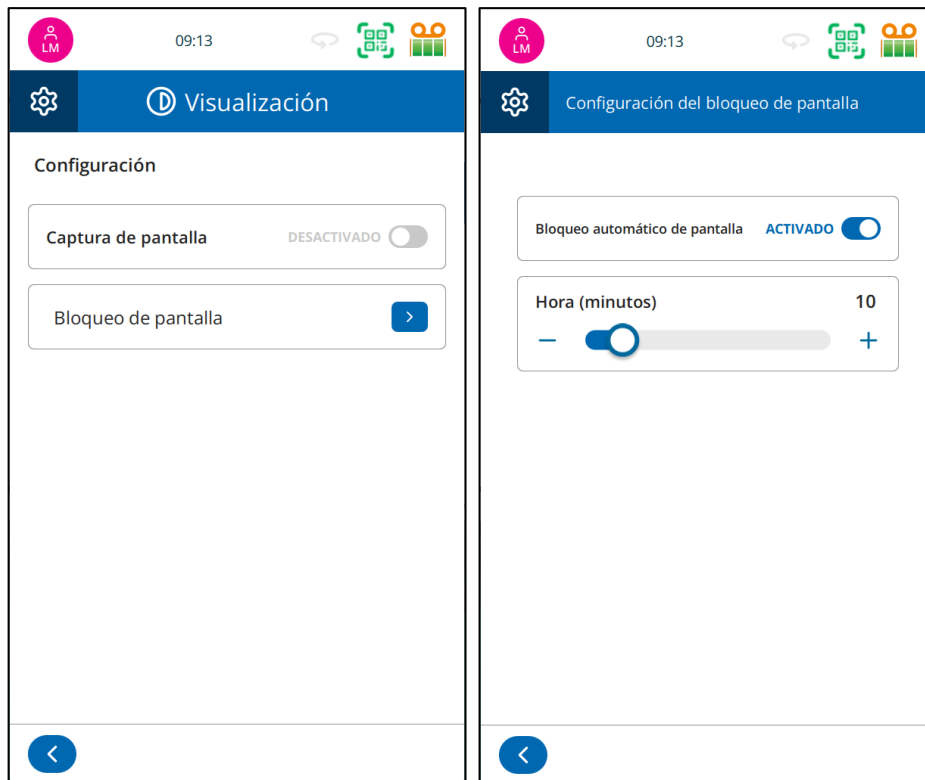 LM
09:13
Visualización
Configuración
Captura de pantalla DESACTIVADO
Bloqueo de pantalla
LM
09:13
Configuración del bloqueo de pantalla
Bloqueo automático de pantalla ACTIVADO
Hora (minutos) 10